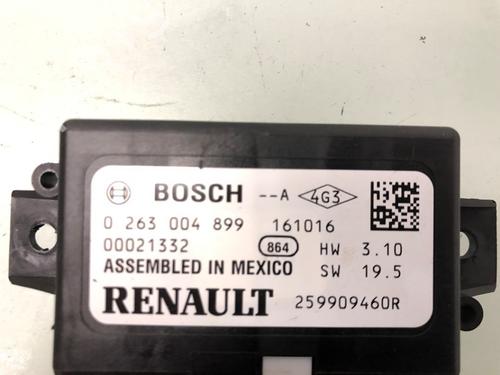 BOSCH --A 4G3
0 263 004 899 161016
00021332 864 HW 3.10
ASSEMBLED IN MEXICO SW 19.5
RENAULT 259909460R